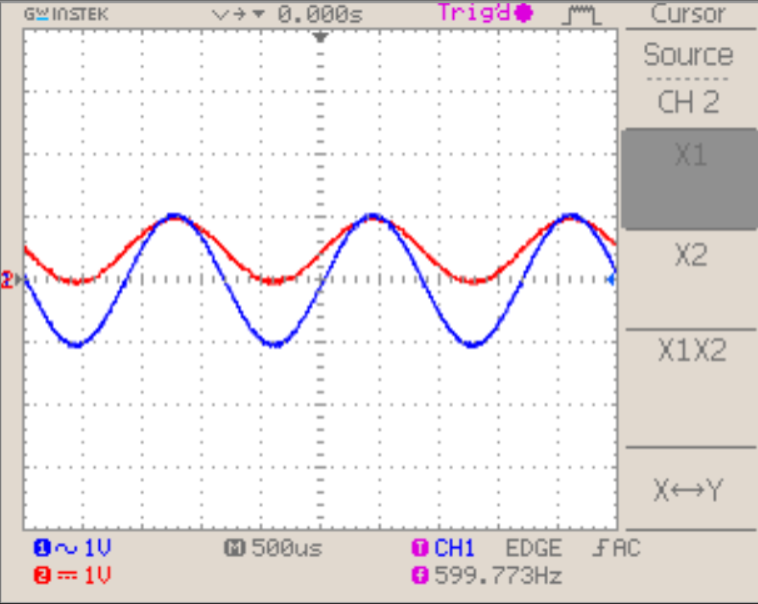 GW INSTEK 0.000s Trig'd Cursor
Source
CH 2
X1
X2
X1X2
X↔Y
2
1 1V M 500us T CH1 EDGE AC
2 1V f 599.773Hz